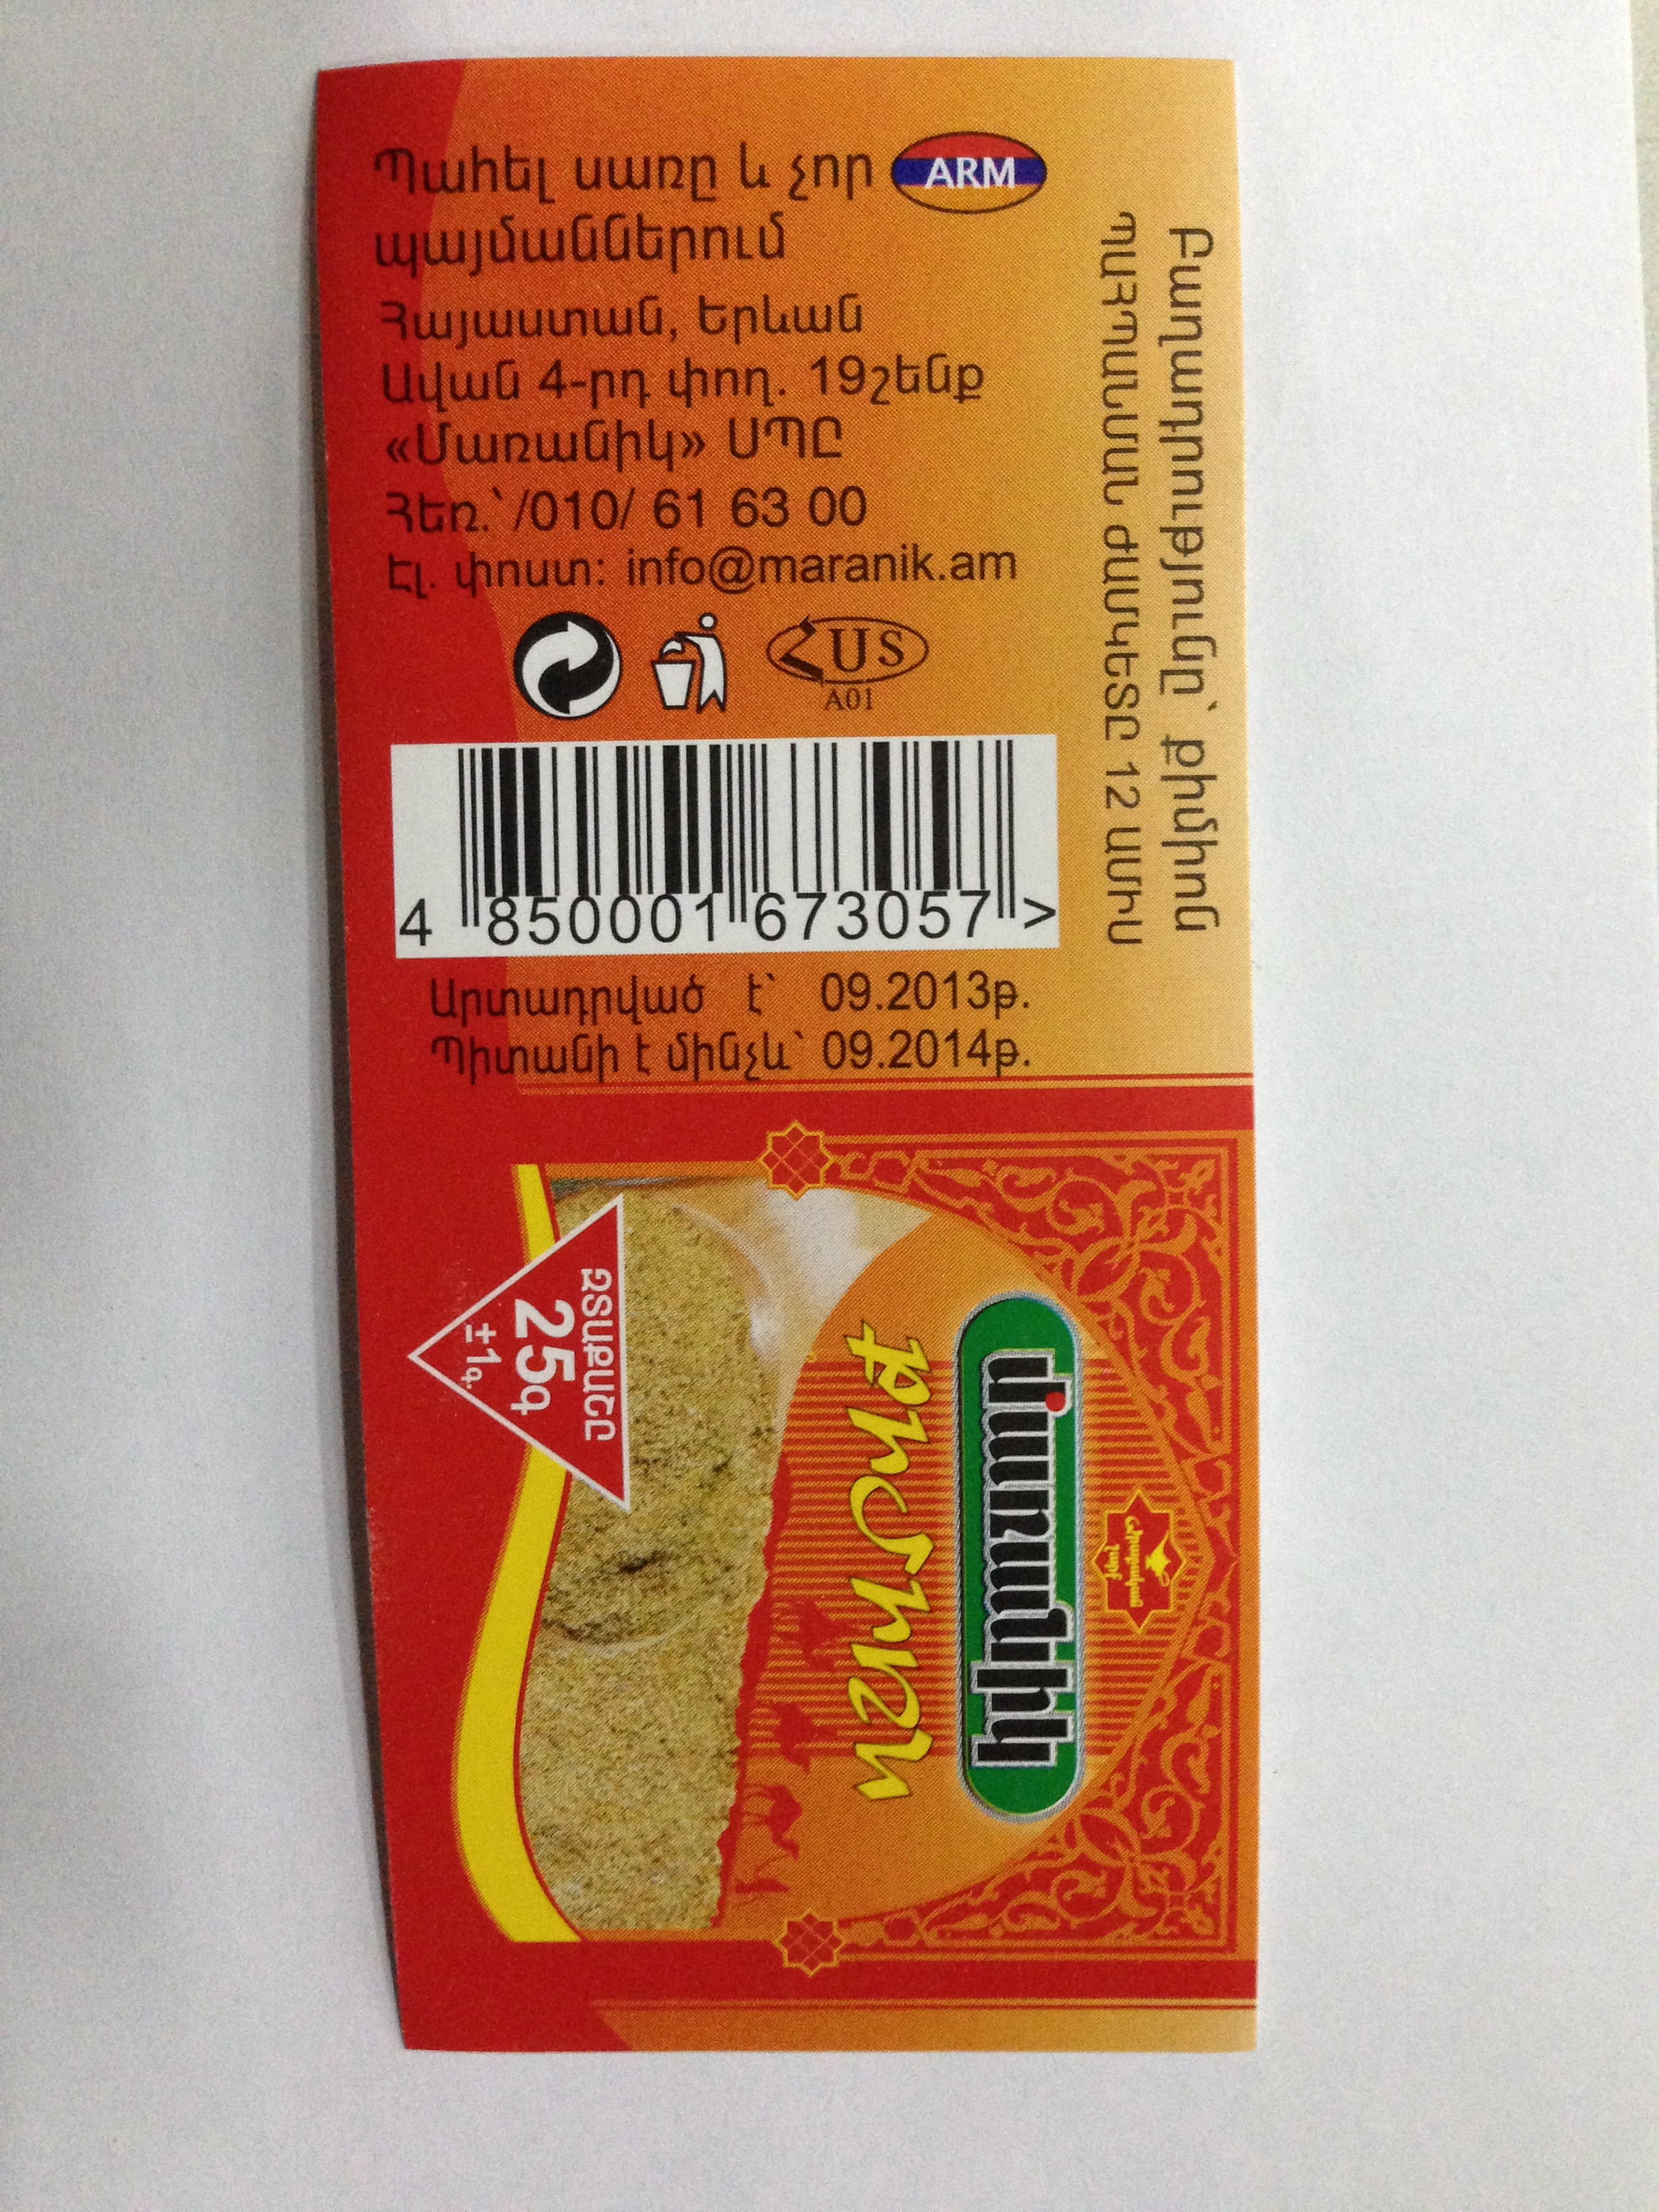 Պահել սառը և չոր
ARM
պայմաններում
Հայաստան, Երևան
Ավան 4-րդ փող. 19շենք
«Մառանիկ» ՍՊԸ
Հեռ.՝/010/ 61 63 00
Էլ. փոստ: info@maranik.am
ՀԱՏ
A01
4 850001 673057 >
Արտադրված է՝ 09.2013թ.
Պիտանի է մինչև՝ 09.2014թ.
Բաղադրությունը՝ քիմիոն
ՊԱՀՊԱՆՄԱՆ ԺԱՄԿԵՏԸ 12 ԱՄԻՍ
մառանիկ
ԶՏԱՔԱՇԸ
25գ
±1գ.